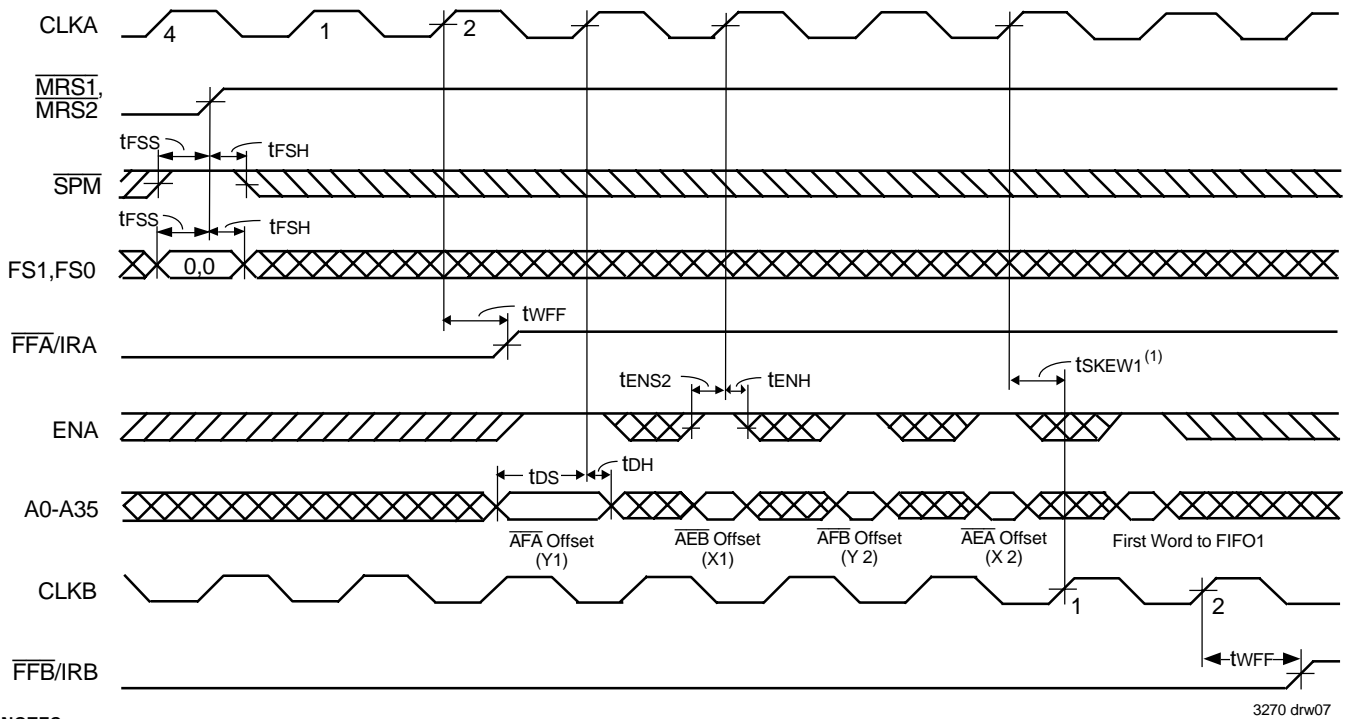 CLKA
4
1
2
MRS1,
MRS2
tFSS
tFSH
SPM
tFSS
tFSH
FS1,FS0
0,0
tWFF
FFA/IRA
tSKEW1 (1)
tENS2
tENH
ENA
tDS
tDH
A0-A35
AFA Offset
(Y1)
AEB Offset
(X1)
AFB Offset
(Y 2)
AEA Offset
(X 2)
First Word to FIFO1
CLKB
1
2
tWFF
FFB/IRB
3270 drw07